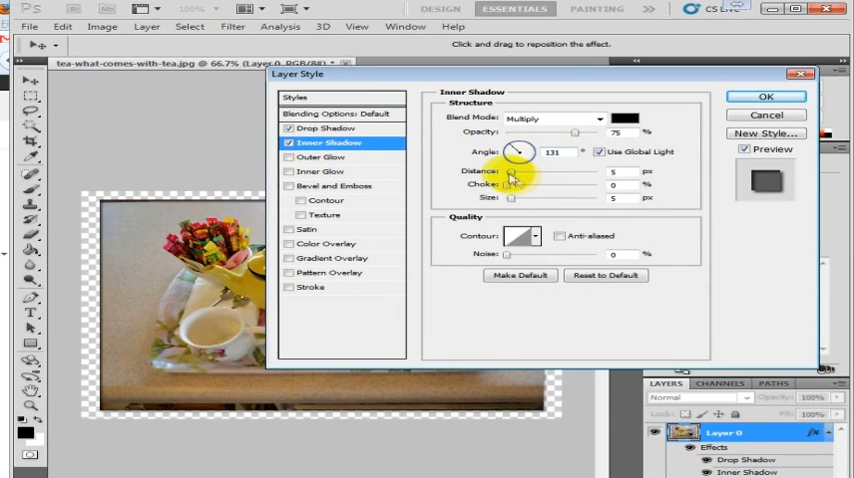 Ps Br Mb 100% DESIGN ESSENTIALS PAINTING >> CS Live
File Edit Image Layer Select Filter Analysis 3D View Window Help
Click and drag to reposition the effect.
tea-what-comes-with-tea.jpg @ 66.7% (Layer 0, RGB/8#) *
Layer Style
Styles
Blending Options: Default
Drop Shadow
Inner Shadow
Outer Glow
Inner Glow
Bevel and Emboss
Contour
Texture
Satin
Color Overlay
Gradient Overlay
Pattern Overlay
Stroke
Inner Shadow
Structure
Blend Mode: Multiply
Opacity: 75 %
Angle: 131 ° Use Global Light
Distance: 5 px
Choke: 0 %
Size: 5 px
Quality
Contour: Anti-aliased
Noise: 0 %
Make Default Reset to Default
OK
Cancel
New Style...
Preview
LAYERS CHANNELS PATHS
Normal Opacity: 100%
Lock: Fill: 100%
Layer 0 fx
Effects
Drop Shadow
Inner Shadow